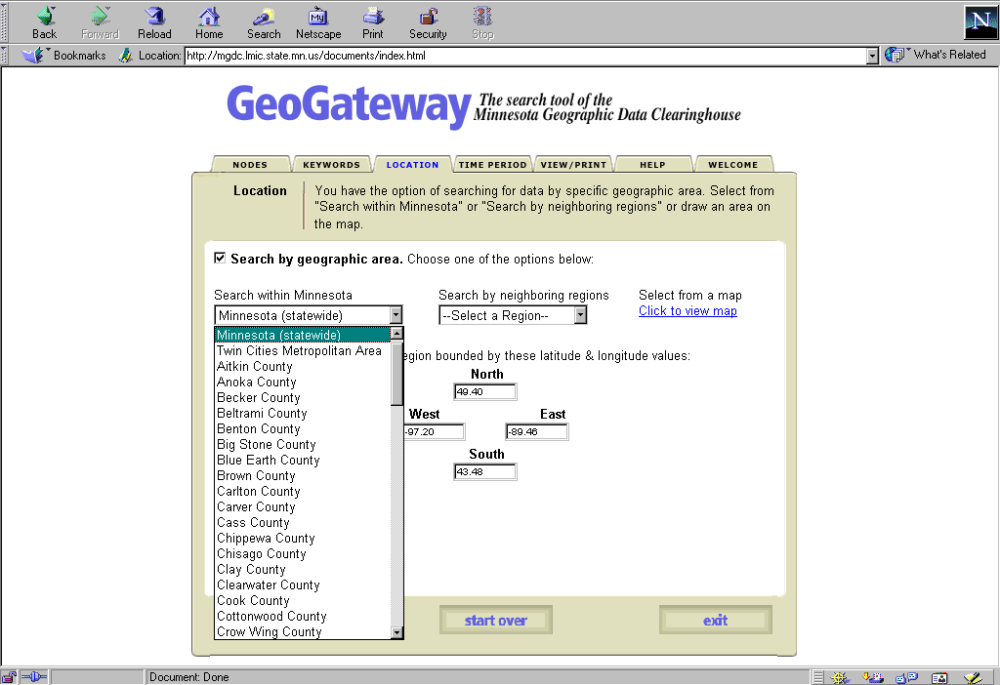 Back Forward Reload Home Search Netscape Print Security Stop
My
N
Bookmarks Location: http://mgdc.lmic.state.mn.us/documents/index.html What's Related
GeoGateway The search tool of the
Minnesota Geographic Data Clearinghouse
NODES KEYWORDS LOCATION TIME PERIOD VIEW/PRINT HELP WELCOME
Location
You have the option of searching for data by specific geographic area. Select from
"Search within Minnesota" or "Search by neighboring regions" or draw an area on
the map.
Search by geographic area. Choose one of the options below:
Search within Minnesota
Minnesota (statewide)
Search by neighboring regions
--Select a Region--
Select from a map
Click to view map
Minnesota (statewide)
Twin Cities Metropolitan Area
Aitkin County
Anoka County
Becker County
Beltrami County
Benton County
Big Stone County
Blue Earth County
Brown County
Carlton County
Carver County
Cass County
Chippewa County
Chisago County
Clay County
Clearwater County
Cook County
Cottonwood County
Crow Wing County
region bounded by these latitude & longitude values:
North
49.40
West East
-97.20 -89.46
South
43.48
start over exit
Document: Done